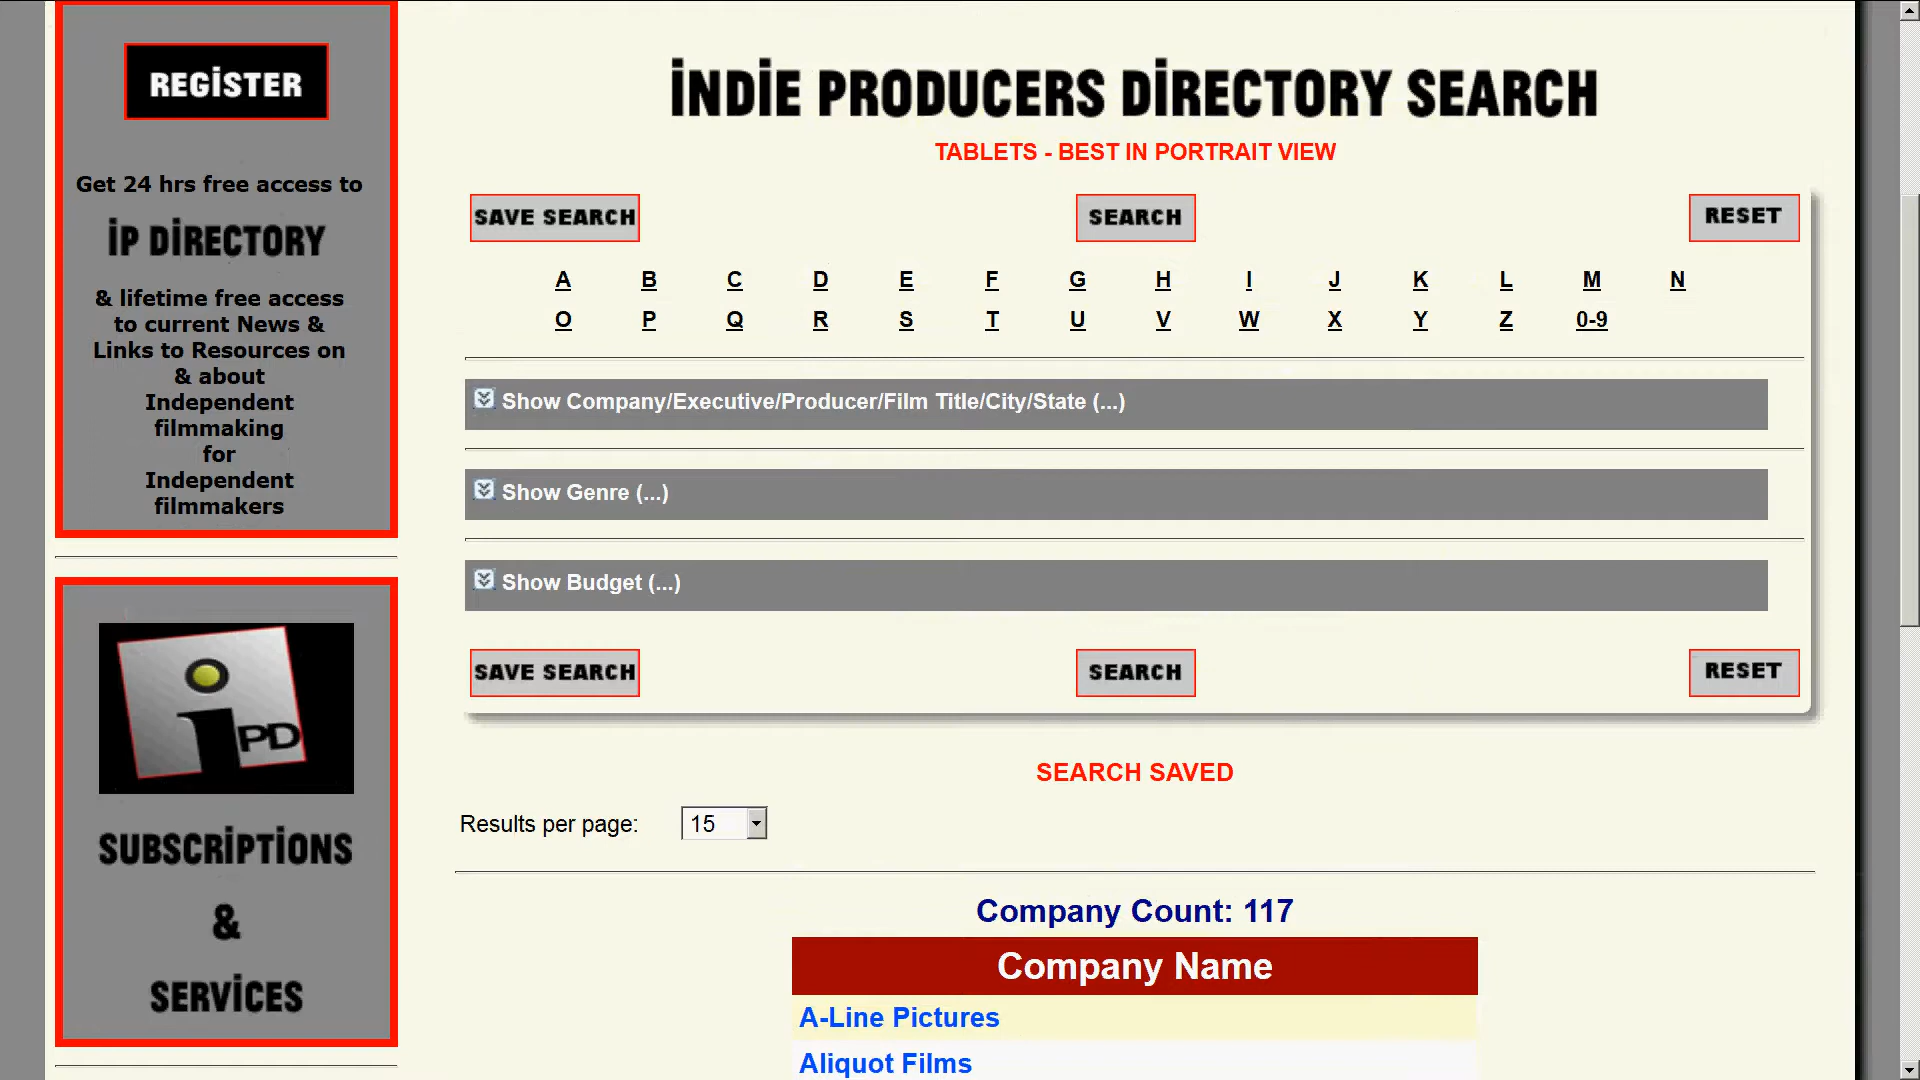 REGiSTER
Get 24 hrs free access to
iP DiRECTORY
& lifetime free access
to current News &
Links to Resources on
& about
Independent
filmmaking
for
Independent
filmmakers
iPD
SUBSCRiPTiONS
&
SERViCES
iNDiE PRODUCERS DiRECTORY SEARCH
TABLETS - BEST IN PORTRAIT VIEW
SAVE SEARCH SEARCH RESET
A B C D E F G H I J K L M N
O P Q R S T U V W X Y Z 0-9
Show Company/Executive/Producer/Film Title/City/State (...)
Show Genre (...)
Show Budget (...)
SAVE SEARCH SEARCH RESET
SEARCH SAVED
Results per page: 15
Company Count: 117
Company Name
A-Line Pictures
Aliquot Films